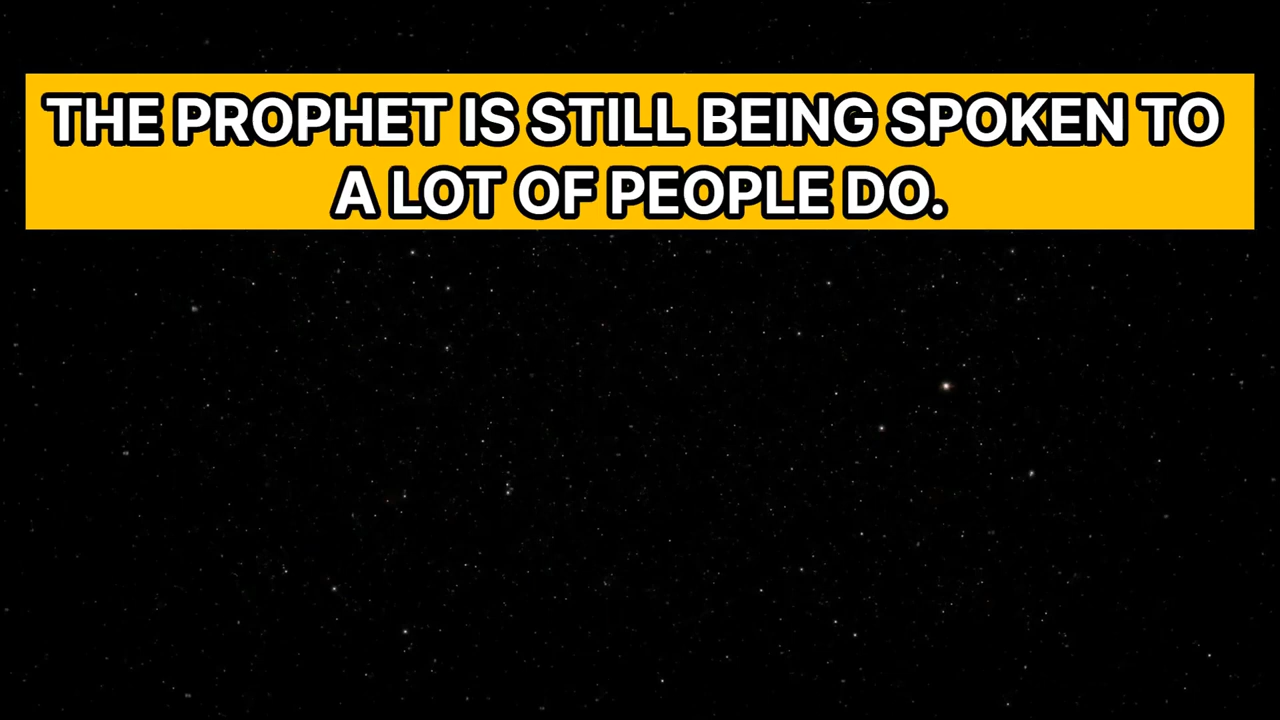 THE PROPHET IS STILL BEING SPOKEN TO
A LOT OF PEOPLE DO.